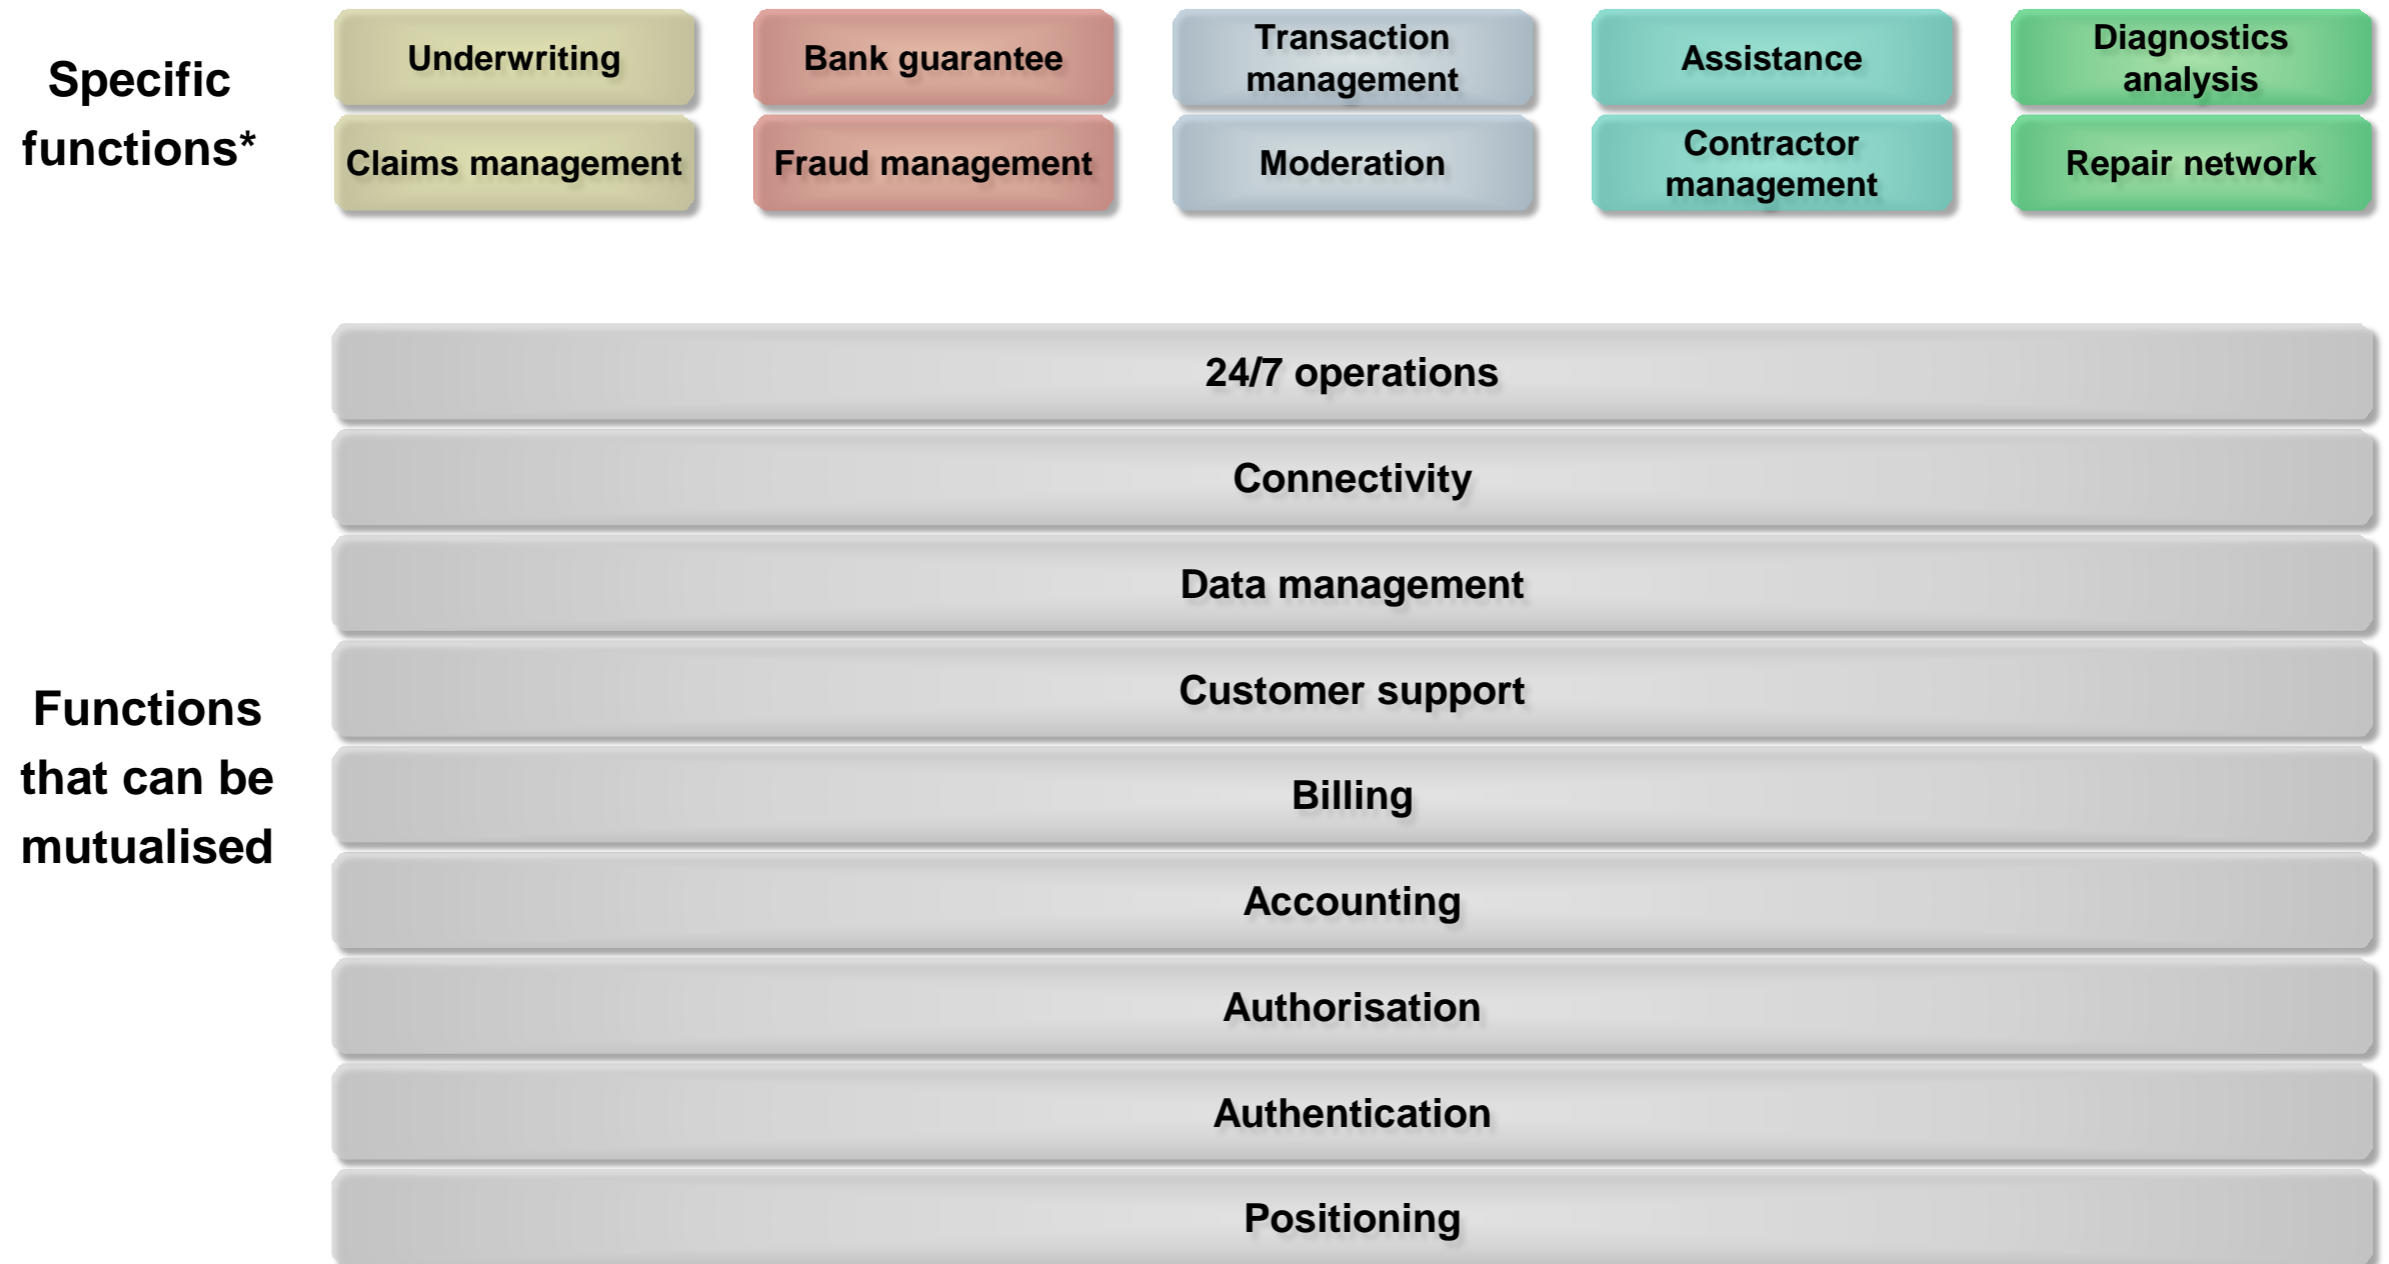 Specific
functions*
Underwriting
Bank guarantee
Transaction
management
Assistance
Diagnostics
analysis
Claims management
Fraud management
Moderation
Contractor
management
Repair network
Functions
that can be
mutualised
24/7 operations
Connectivity
Data management
Customer support
Billing
Accounting
Authorisation
Authentication
Positioning